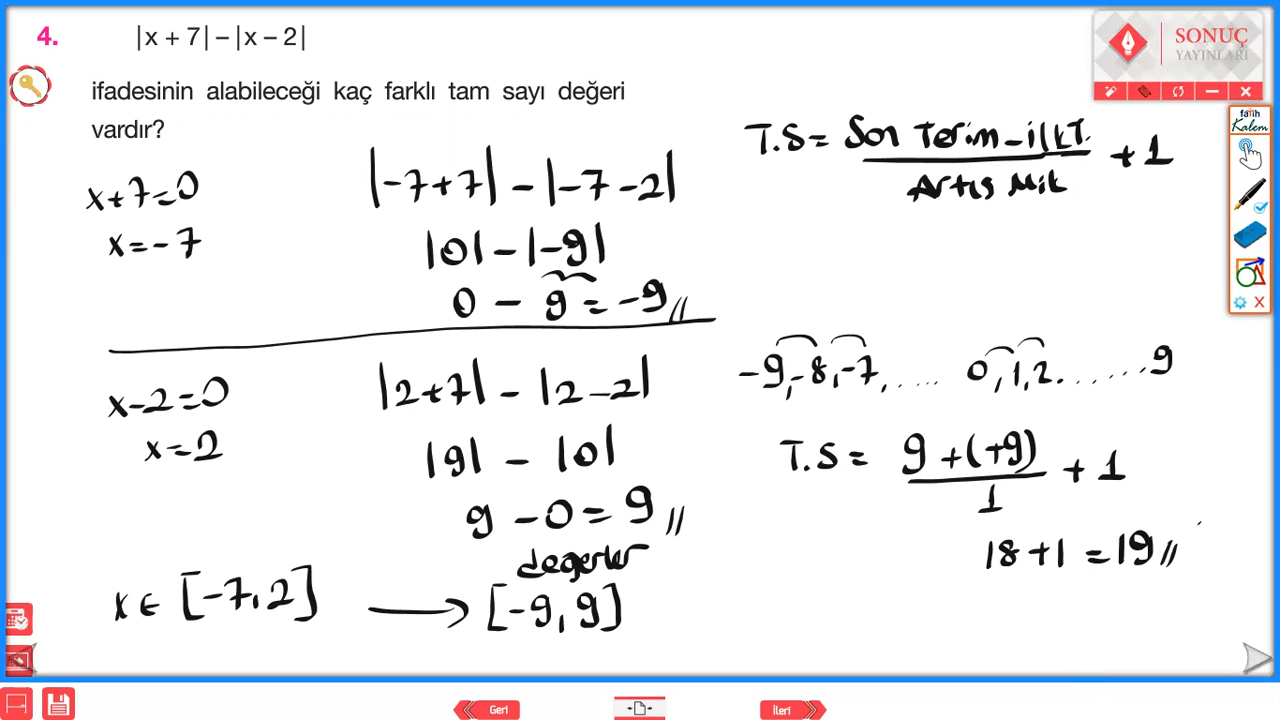 4. |x + 7| – |x – 2|
ifadesinin alabileceği kaç farklı tam sayı değeri
vardır?
x+7=0
x=-7
|-7+7| - |-7-2|
|0| - |-9|
0 - 9 = -9//
x-2=0
x=2
|2+7| - |2-2|
|9| - |0|
9 - 0 = 9//
değerler
x ∈ [-7,2] → [-9,9]
SONUÇ
YAYINLARI
fatih
Kalem
T.S = Son Terim - İlk T. / Artış Mik + 1
-9,-8,-7,..... 0,1,2.......9
T.S = 9+(+9) / 1 + 1
18+1=19//
Geri
İleri